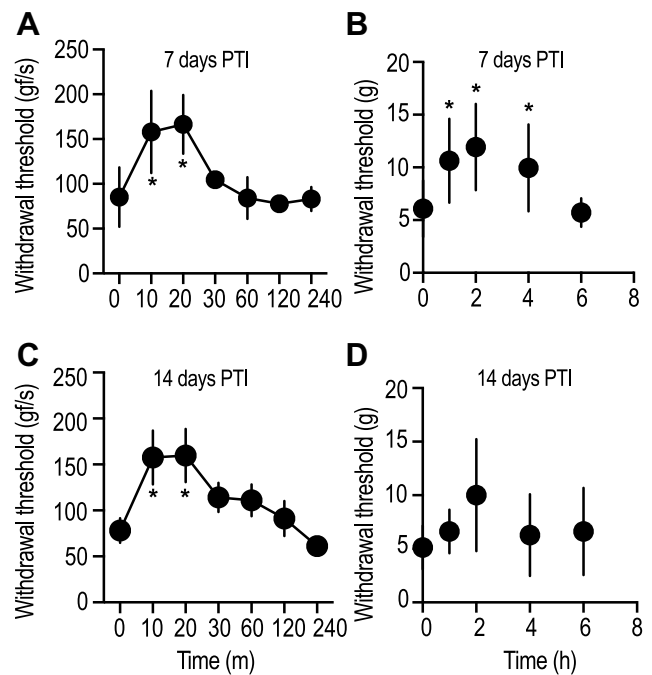 A
7 days PTI
Withdrawal threshold (gf/s)
250
200
150
100
50
0
0 10 20 30 60 120 240
*
*
B
7 days PTI
Withdrawal threshold (g)
20
15
10
5
0
0 2 4 6 8
* * *
C
14 days PTI
Withdrawal threshold (gf/s)
250
200
150
100
50
0
* *
0 10 20 30 60 120 240
Time (m)
D
14 days PTI
Withdrawal threshold (g)
20
15
10
5
0
0 2 4 6 8
Time (h)